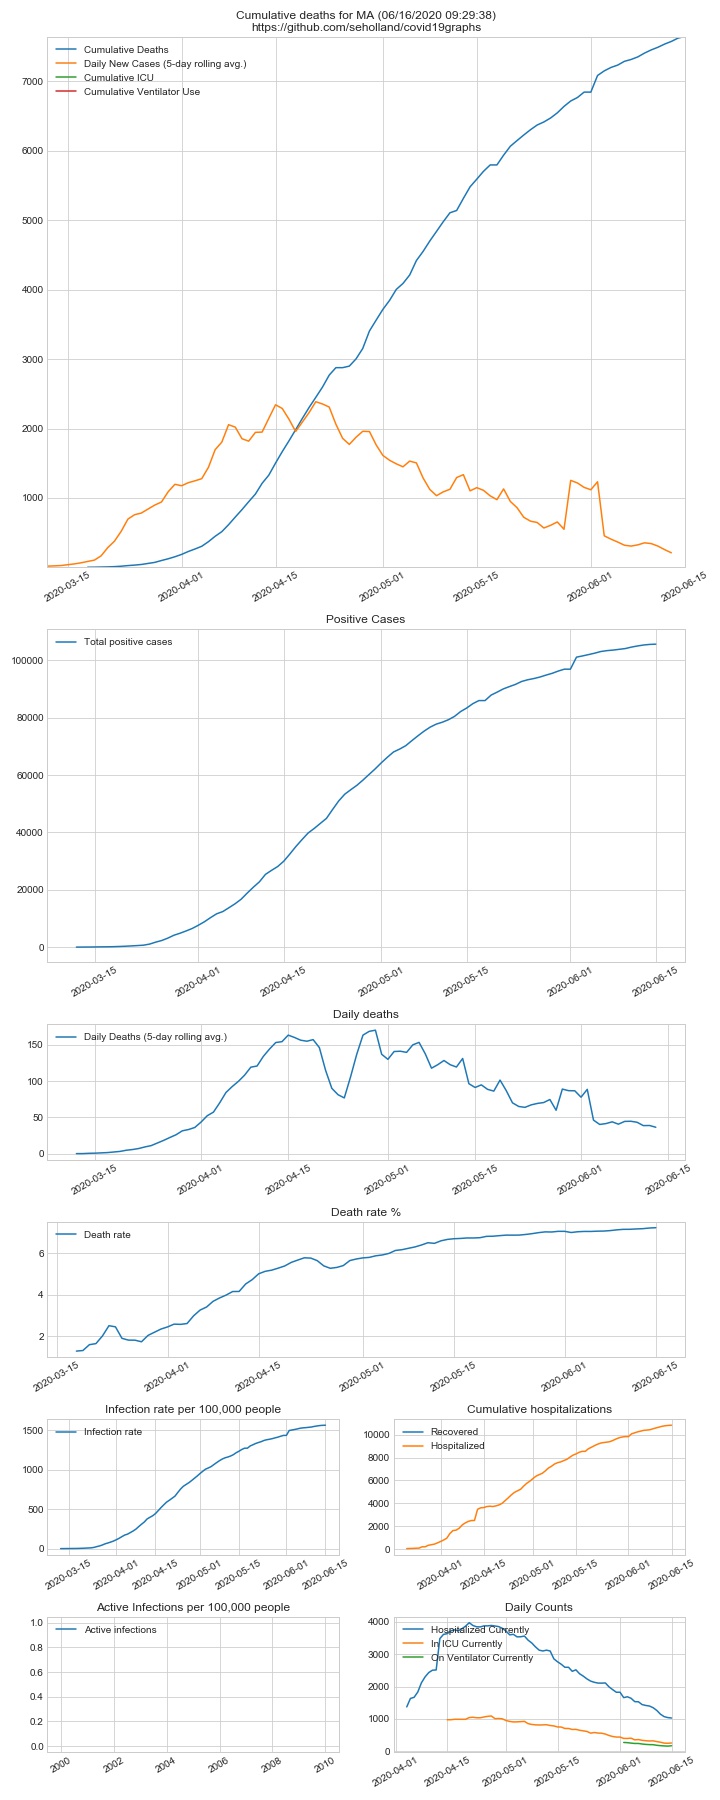 Cumulative deaths for MA (06/16/2020 09:29:38)
https://github.com/seholland/covid19graphs
Cumulative Deaths
Daily New Cases (5-day rolling avg.)
Cumulative ICU
Cumulative Ventilator Use
7000
6000
5000
4000
3000
2000
1000
2020-03-15 2020-04-01 2020-04-15 2020-05-01 2020-05-15 2020-06-01 2020-06-15
Positive Cases
Total positive cases
100000
80000
60000
40000
20000
0
2020-03-15 2020-04-01 2020-04-15 2020-05-01 2020-05-15 2020-06-01 2020-06-15
Daily deaths
Daily Deaths (5-day rolling avg.)
150
100
50
0
2020-03-15 2020-04-01 2020-04-15 2020-05-01 2020-05-15 2020-06-01 2020-06-15
Death rate %
Death rate
6
4
2
2020-03-15 2020-04-01 2020-04-15 2020-05-01 2020-05-15 2020-06-01 2020-06-15
Infection rate per 100,000 people
Infection rate
1500
1000
500
0
2020-03-15 2020-04-01 2020-04-15 2020-05-01 2020-05-15 2020-06-01 2020-06-15
Cumulative hospitalizations
Recovered
Hospitalized
10000
8000
6000
4000
2000
0
2020-04-01 2020-04-15 2020-05-01 2020-05-15 2020-06-01 2020-06-15
Active Infections per 100,000 people
Active infections
1.0
0.8
0.6
0.4
0.2
0.0
2000 2002 2004 2006 2008 2010
Daily Counts
Hospitalized Currently
In ICU Currently
On Ventilator Currently
4000
3000
2000
1000
0
2020-04-01 2020-04-15 2020-05-01 2020-05-15 2020-06-01 2020-06-15